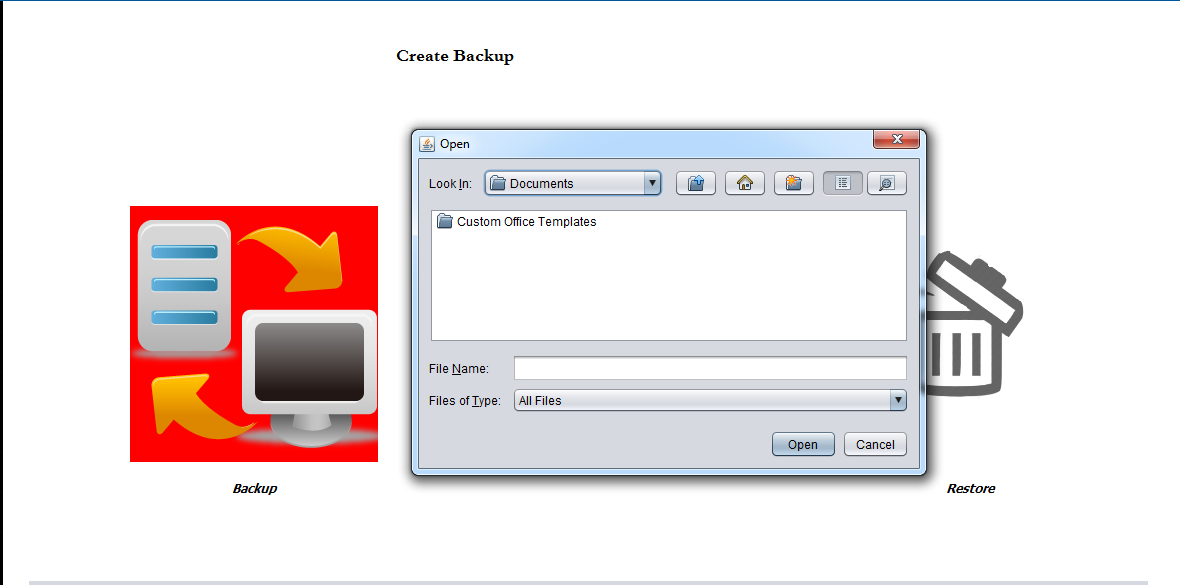 Create Backup
Open
Look In: Documents
Custom Office Templates
File Name:
Files of Type: All Files
Open Cancel
Backup Restore